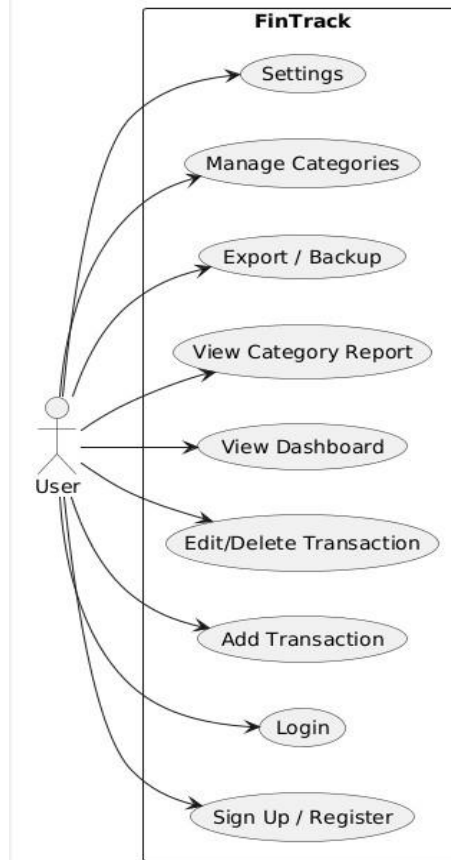 FinTrack
Settings
Manage Categories
Export / Backup
View Category Report
View Dashboard
User
Edit/Delete Transaction
Add Transaction
Login
Sign Up / Register